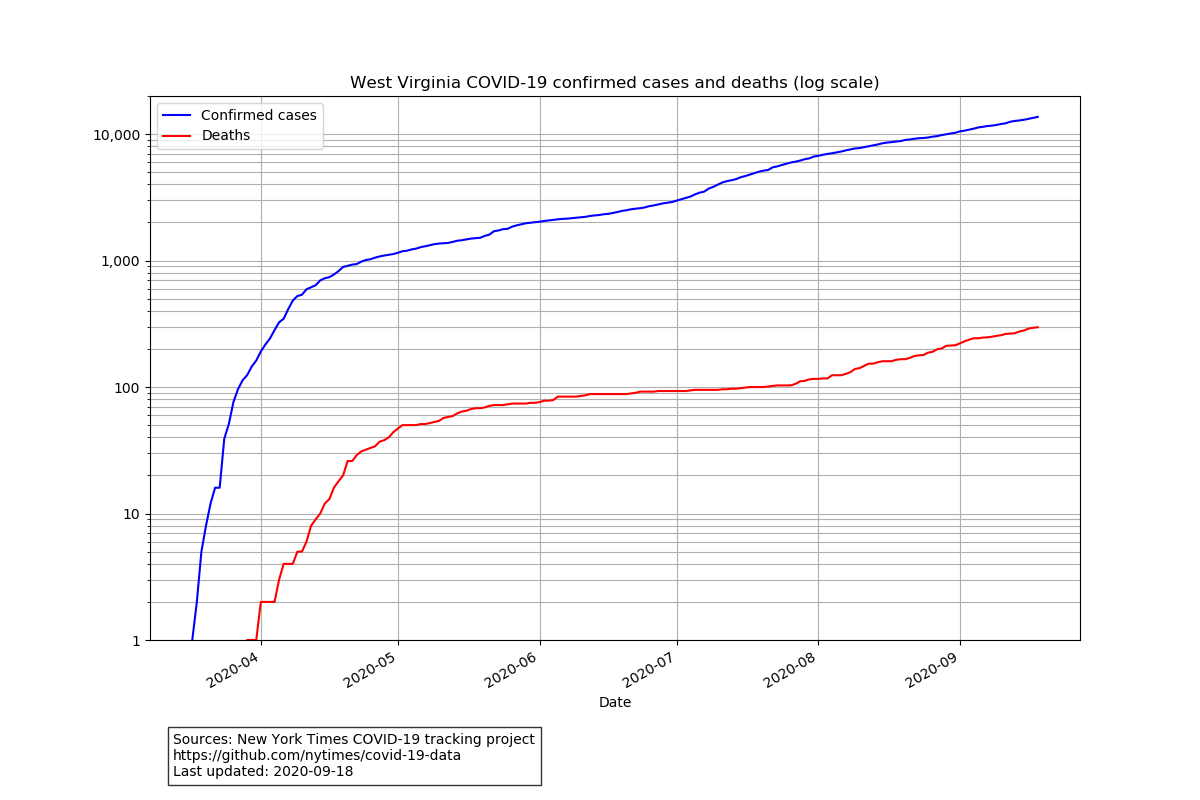 West Virginia COVID-19 confirmed cases and deaths (log scale)
Confirmed cases
Deaths
10,000
1,000
100
10
1
2020-04
2020-05
2020-06
2020-07
2020-08
2020-09
Date
Sources: New York Times COVID-19 tracking project
https://github.com/nytimes/covid-19-data
Last updated: 2020-09-18